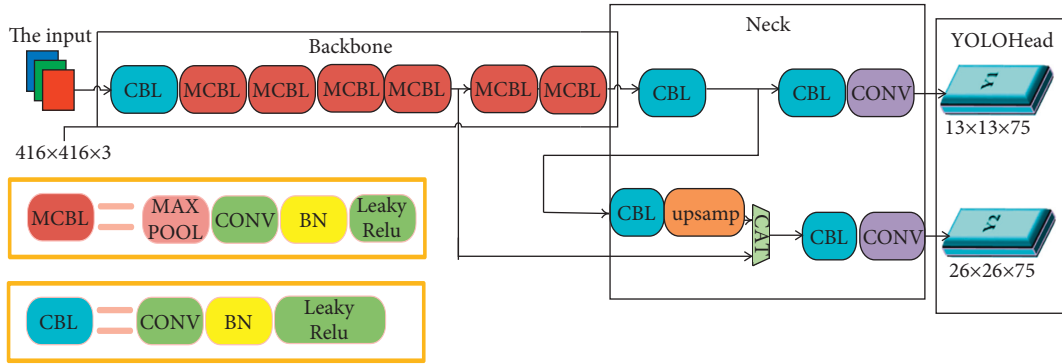 The input
Backbone
Neck
YOLOHead
CBL
MCBL
MCBL
MCBL
MCBL
MCBL
MCBL
CBL
CBL
CONV
Y1
13×13×75
416×416×3
CBL
upsamp
CAT
CBL
CONV
Y2
26×26×75
MCBL
MAX
POOL
CONV
BN
Leaky
Relu
CBL
CONV
BN
Leaky
Relu